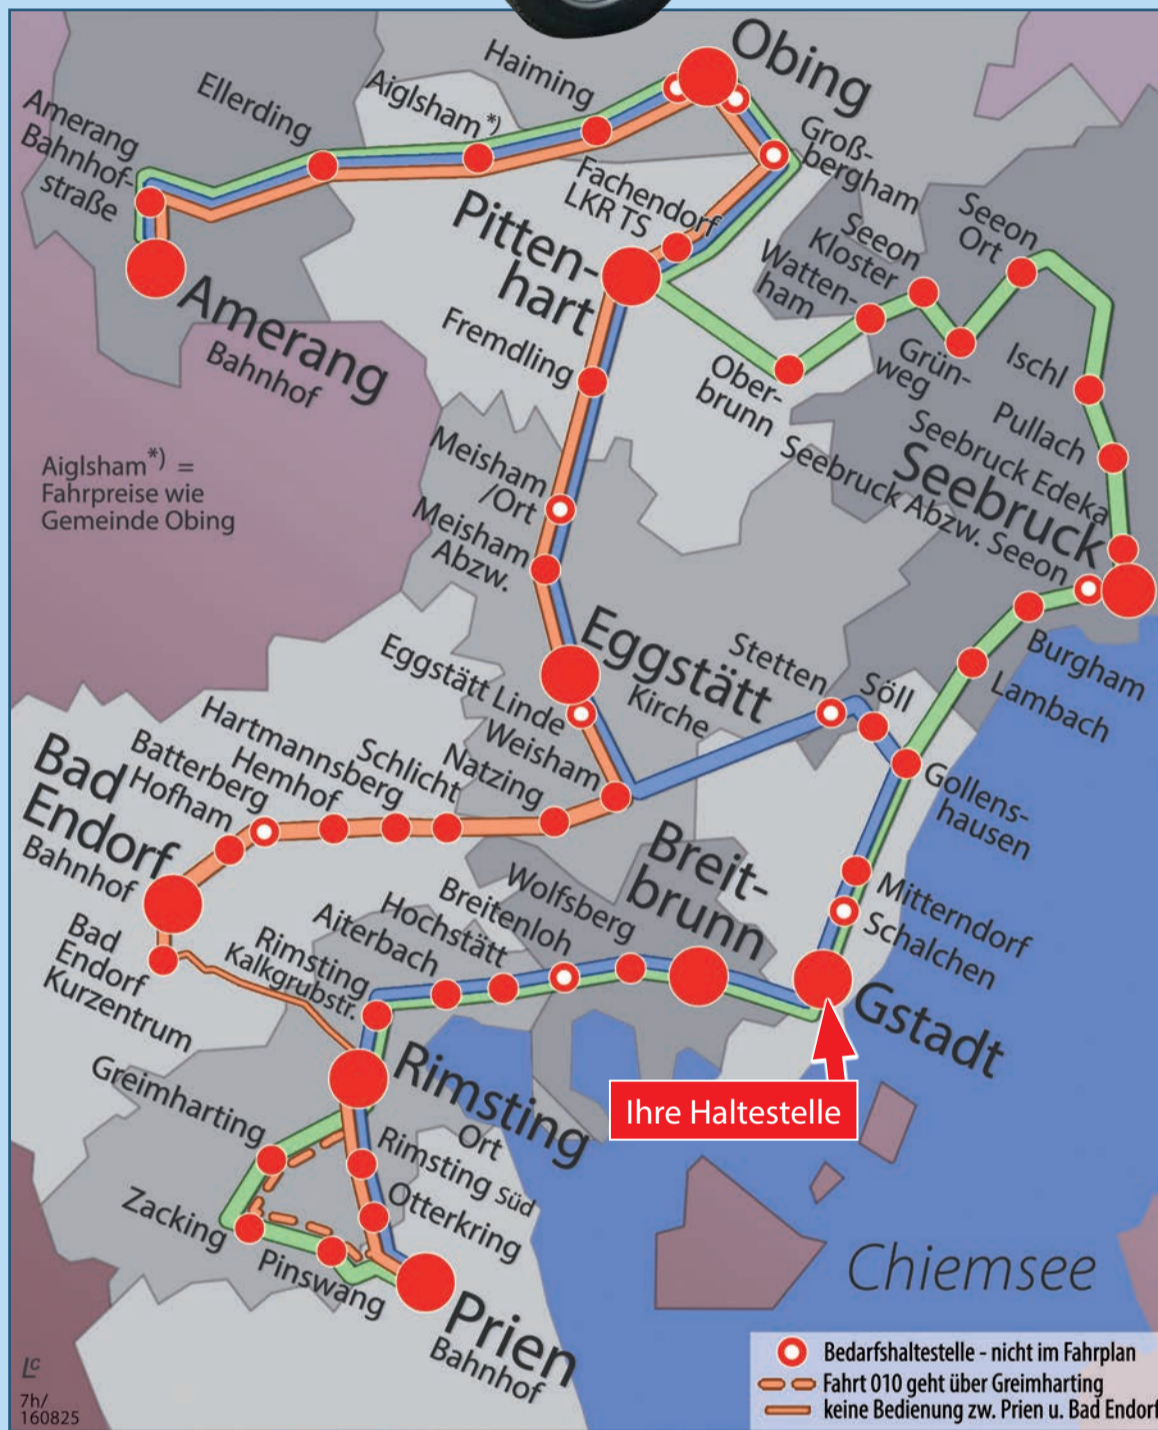 Obing
Haiming
Aiglsham *)
Ellerding
Amerang
Bahnhof-
straße
Groß-
bergham
Fachendorf
LKR TS
Pitten-
hart
Seeon
Ort
Seeon
Kloster
Watten-
ham
Amerang
Bahnhof
Fremdling
Ober-
brunn
Grün-
weg
Ischl
Pullach
Seebruck Edeka
Seebruck
Seebruck Abzw. Seeon
Aiglsham*) =
Fahrpreise wie
Gemeinde Obing
Meisham
/Ort
Meisham
Abzw.
Burgham
Lambach
Eggstätt
Kirche
Eggstätt Linde
Weisham
Stetten
Söll
Gollens-
hausen
Natzing
Schlicht
Hartmannsberg
Hemhof
Batterberg
Hofham
Bad
Endorf
Bahnhof
Breit-
brunn
Mitterndorf
Schalchen
Wolfsberg
Breitenloh
Hochstätt
Aiterbach
Rimsting
Kalkgrubstr.
Bad
Endorf
Kurzentrum
Gstadt
Ihre Haltestelle
Rimsting
Ort
Greimharting
Rimsting Süd
Otterkring
Zacking
Pinswang
Prien
Bahnhof
Chiemsee
Bedarfshaltestelle - nicht im Fahrplan
Fahrt 010 geht über Greimharting
keine Bedienung zw. Prien u. Bad Endorf
Lc
7h/
160825